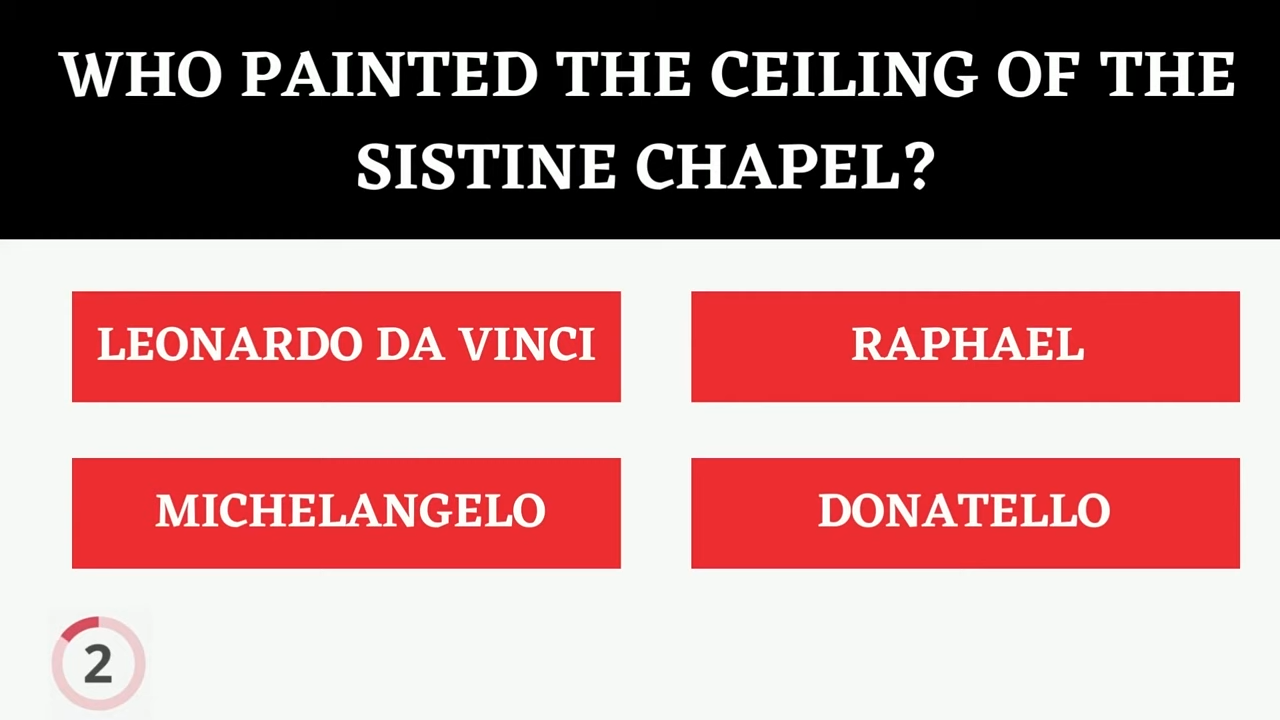 WHO PAINTED THE CEILING OF THE
SISTINE CHAPEL?
LEONARDO DA VINCI
RAPHAEL
MICHELANGELO
DONATELLO
2